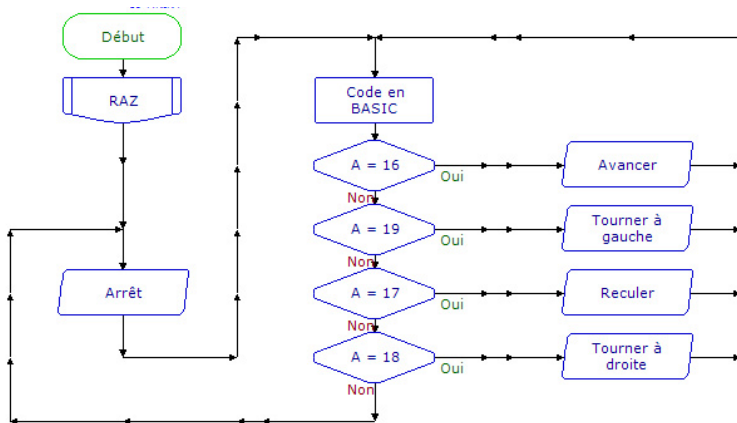 Début
RAZ
Arrêt
Code en
BASIC
A = 16
Oui
Avancer
Non
A = 19
Oui
Tourner à
gauche
Non
A = 17
Oui
Reculer
Non
A = 18
Oui
Tourner à
droite
Non